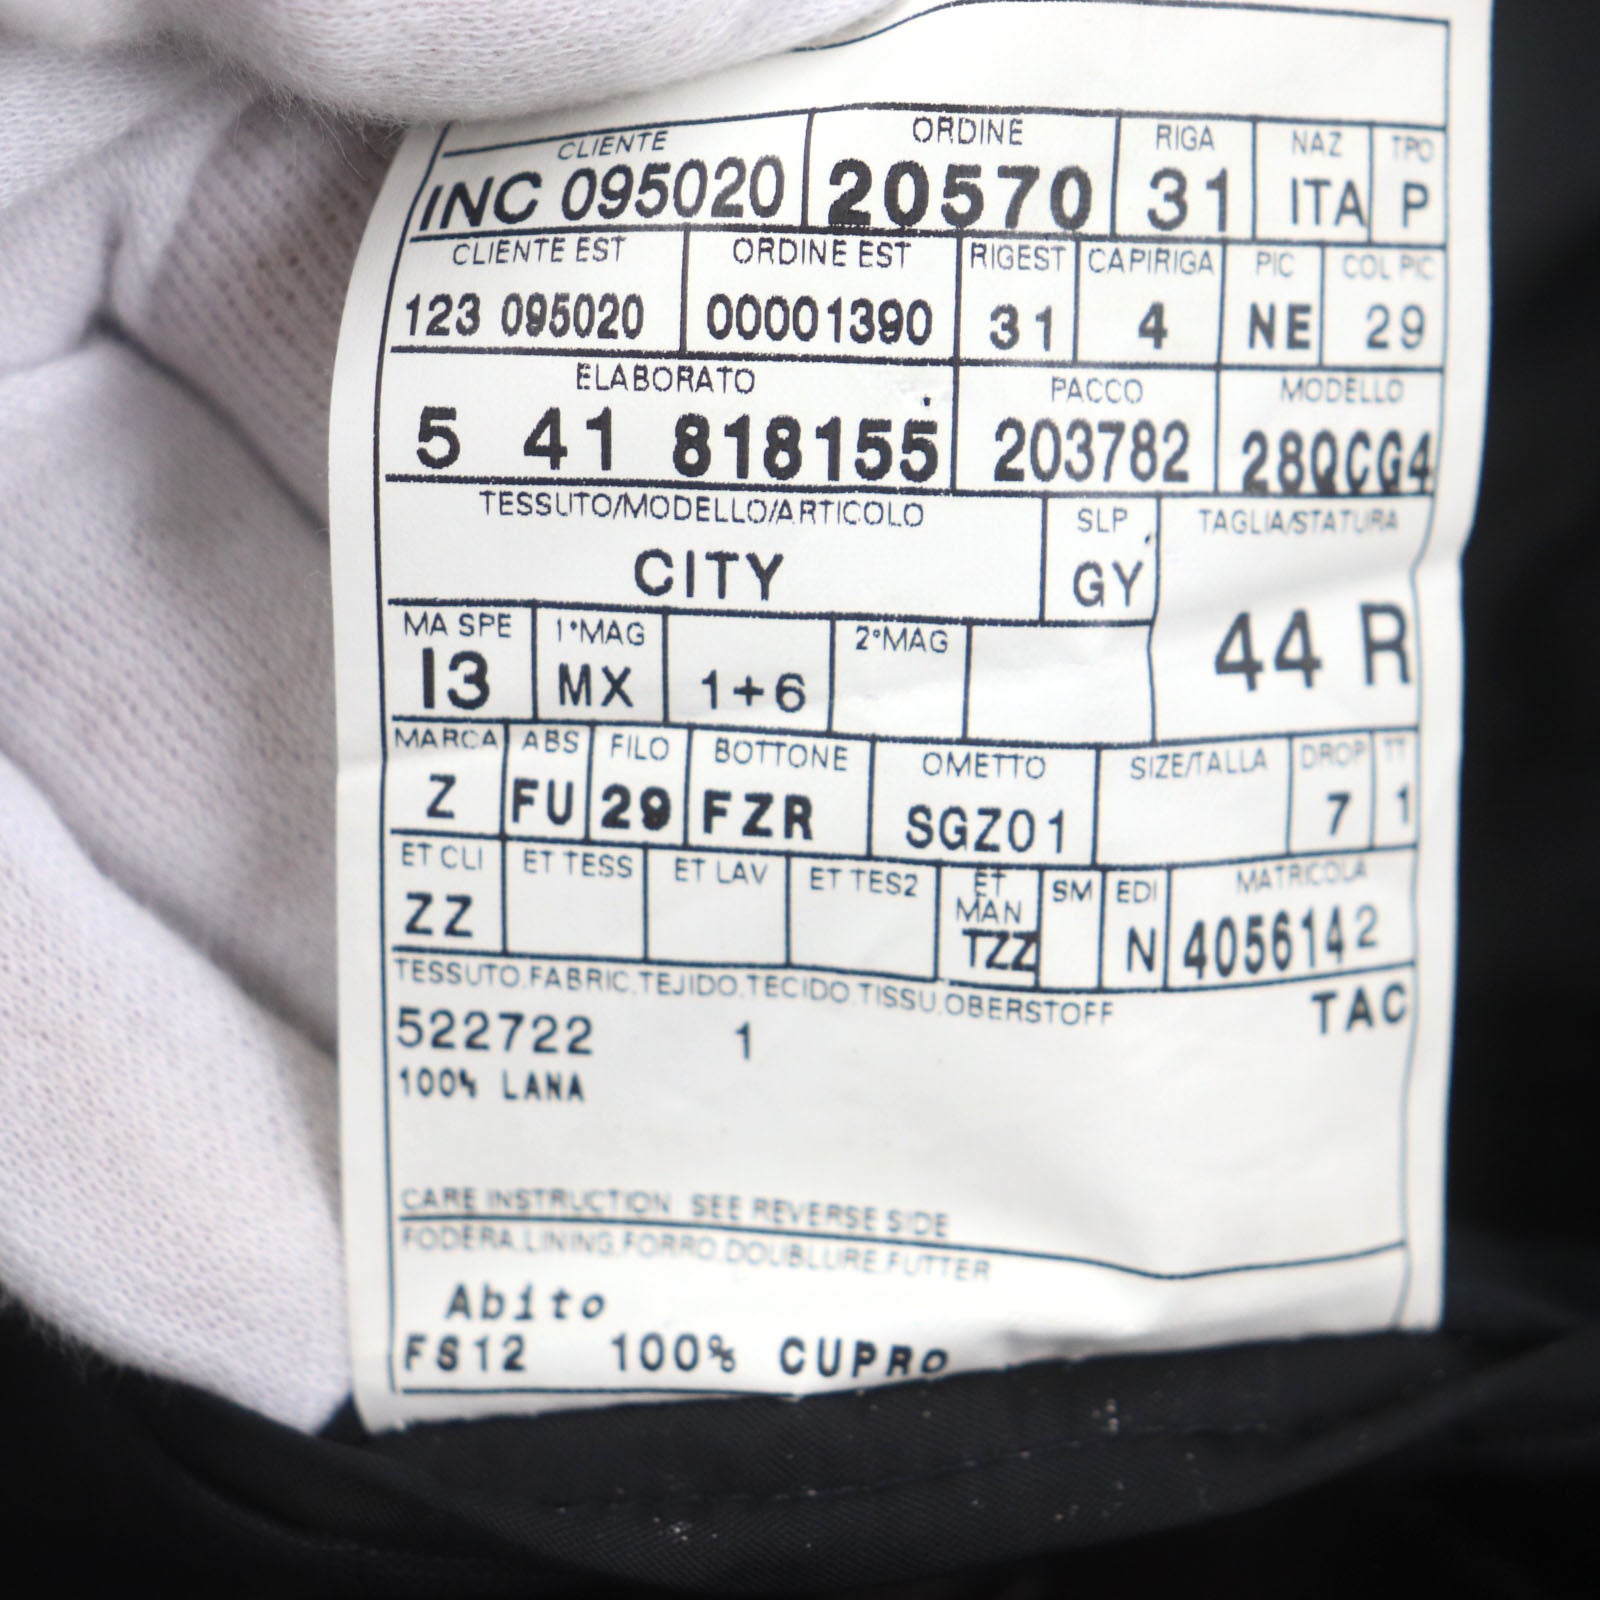 CLIENTE ORDINE RIGA NAZ TPO
INC 095020 20570 31 ITA P
CLIENTE EST ORDINE EST RIGEST CAPIRIGA PIC COL PIC
123 095020 00001390 31 4 NE 29
ELABORATO PACCO MODELLO
5 41 818155 203782 28QCG4
TESSUTO/MODELLO/ARTICOLO SLP TAGLIA/STATURA
CITY GY 44 R
MA SPE 1°MAG 2°MAG
I3 MX 1+6
MARCA ABS FILO BOTTONE OMETTO SIZE/TALLA DROP TT
Z FU 29 FZR SGZ01 7 1
ET CLI ET TESS ET LAV ET TES2 ET MAN SM EDI MATRICOLA
ZZ TZZ N 4056142
TESSUTO.FABRIC.TEJIDO.TECIDO.TISSU.OBERSTOFF TAC
522722 1
100% LANA
CARE INSTRUCTION SEE REVERSE SIDE
FODERA.LINING.FORRO.DOUBLURE.FUTTER
Abito
FS12 100% CUPRO